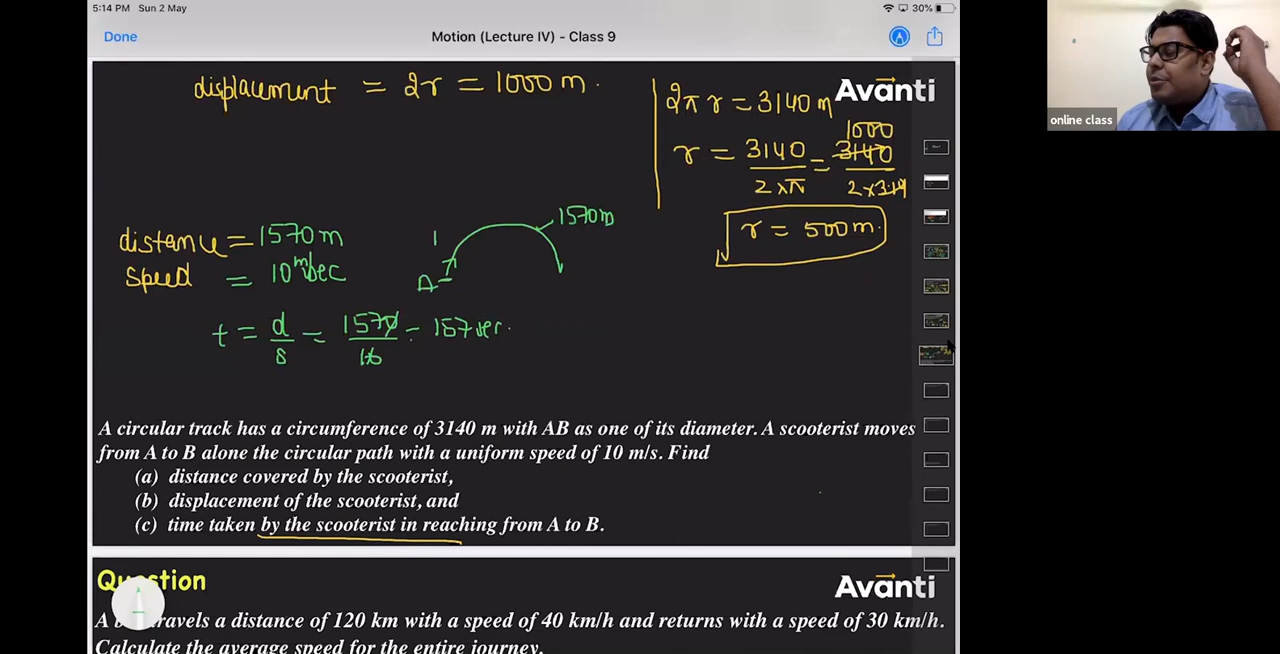 5:14 PM Sun 2 May
30%
Done
Motion (Lecture IV) - Class 9
displacement = 2r = 1000 m.
2π r = 3140 m
Avanti
1000
r = 3140 = 3140
2×π 2×3.14
r = 500m.
online class
distance = 1570 m
1570m
speed = 10 m/sec
A
t = d = 1570 = 157 sec.
s 10
A circular track has a circumference of 3140 m with AB as one of its diameter. A scooterist moves
from A to B alone the circular path with a uniform speed of 10 m/s. Find
(a) distance covered by the scooterist,
(b) displacement of the scooterist, and
(c) time taken by the scooterist in reaching from A to B.
Question
Avanti
A travels a distance of 120 km with a speed of 40 km/h and returns with a speed of 30 km/h.
Calculate the average speed for the entire journey.